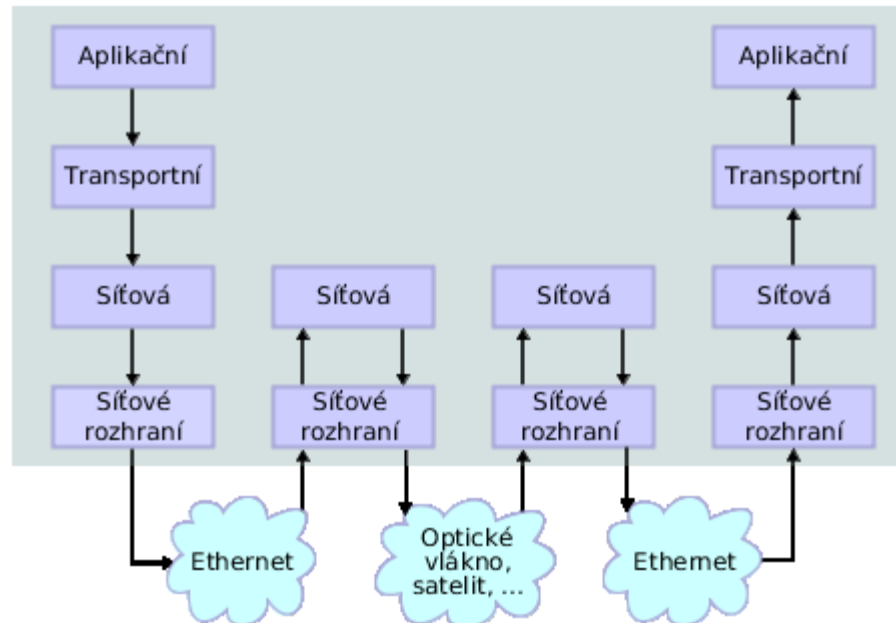 Aplikační
Aplikační
Transportní
Transportní
Síťová
Síťová
Síťová
Síťová
Síťové
rozhraní
Síťové
rozhraní
Síťové
rozhraní
Síťové
rozhraní
Ethernet
Optické
vlákno,
satelit, ...
Ethernet